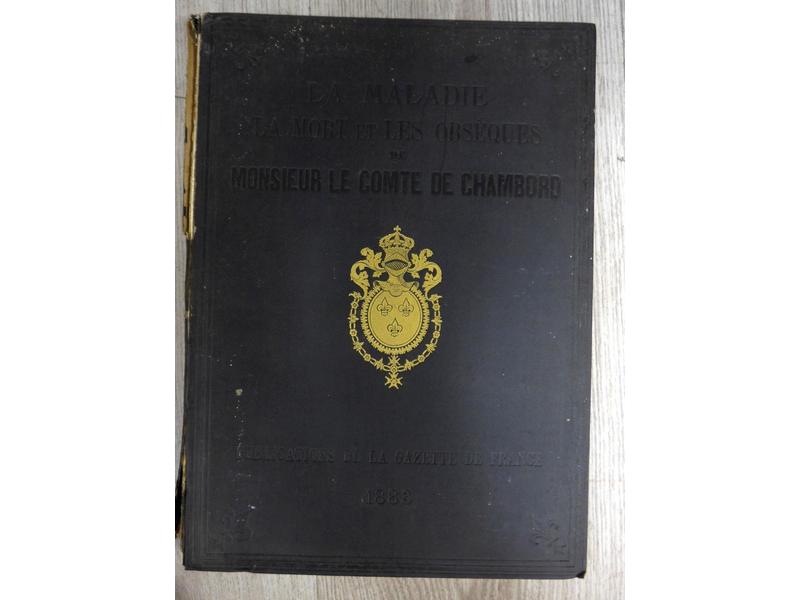 LA MALADIE
LA MORT ET LES OBSÈQUES
DE
MONSIEUR LE COMTE DE CHAMBORD
PUBLICATIONS DE LA GAZETTE DE FRANCE
1883